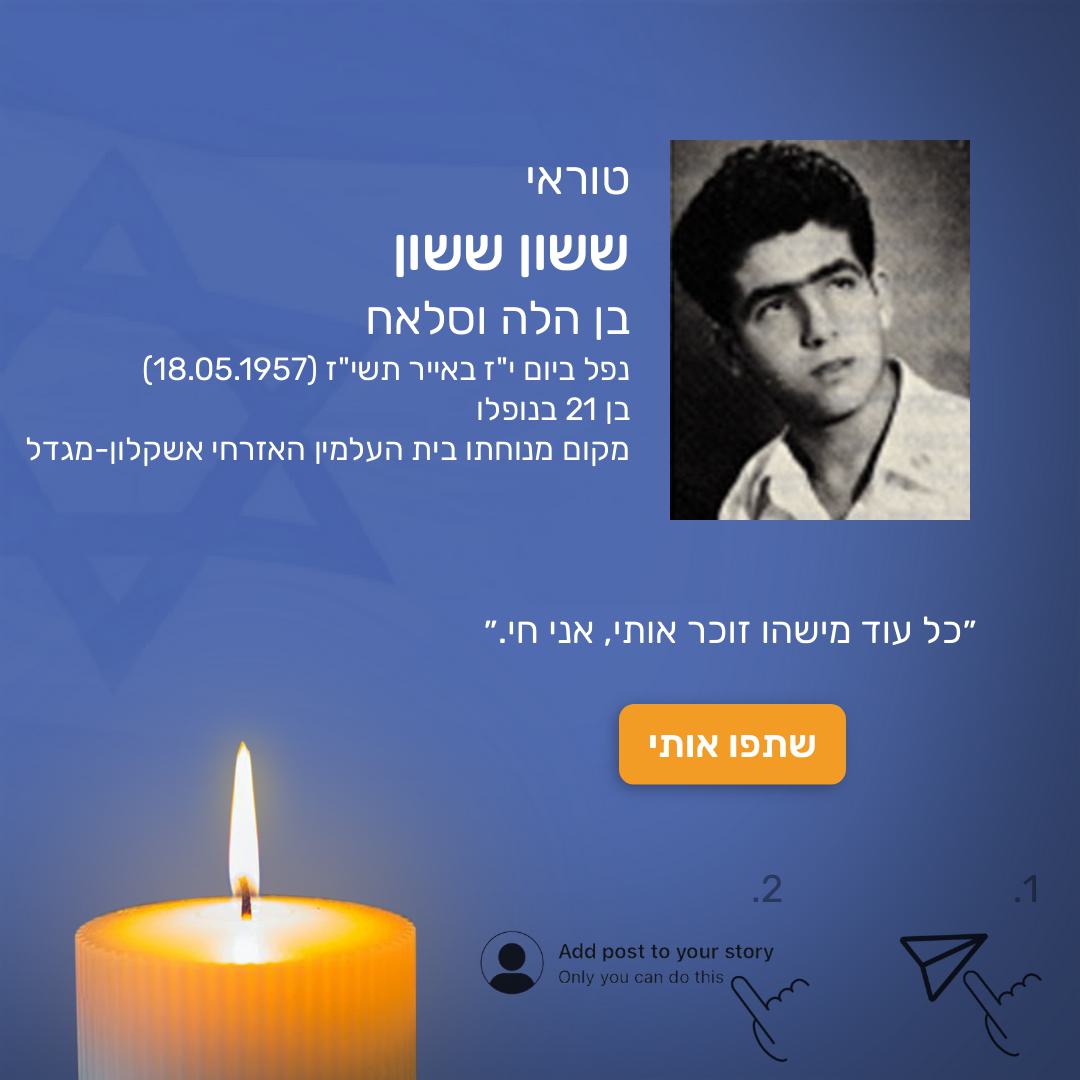 טוראי
ששון ששון
בן הלה וסלאח
נפל ביום י"ז באייר תשי"ז (18.05.1957)
בן 21 בנופלו
מקום מנוחתו בית העלמין האזרחי אשקלון-מגדל
״כל עוד מישהו זוכר אותי, אני חי.״
שתפו אותי
.1
.2
Add post to your story
Only you can do this